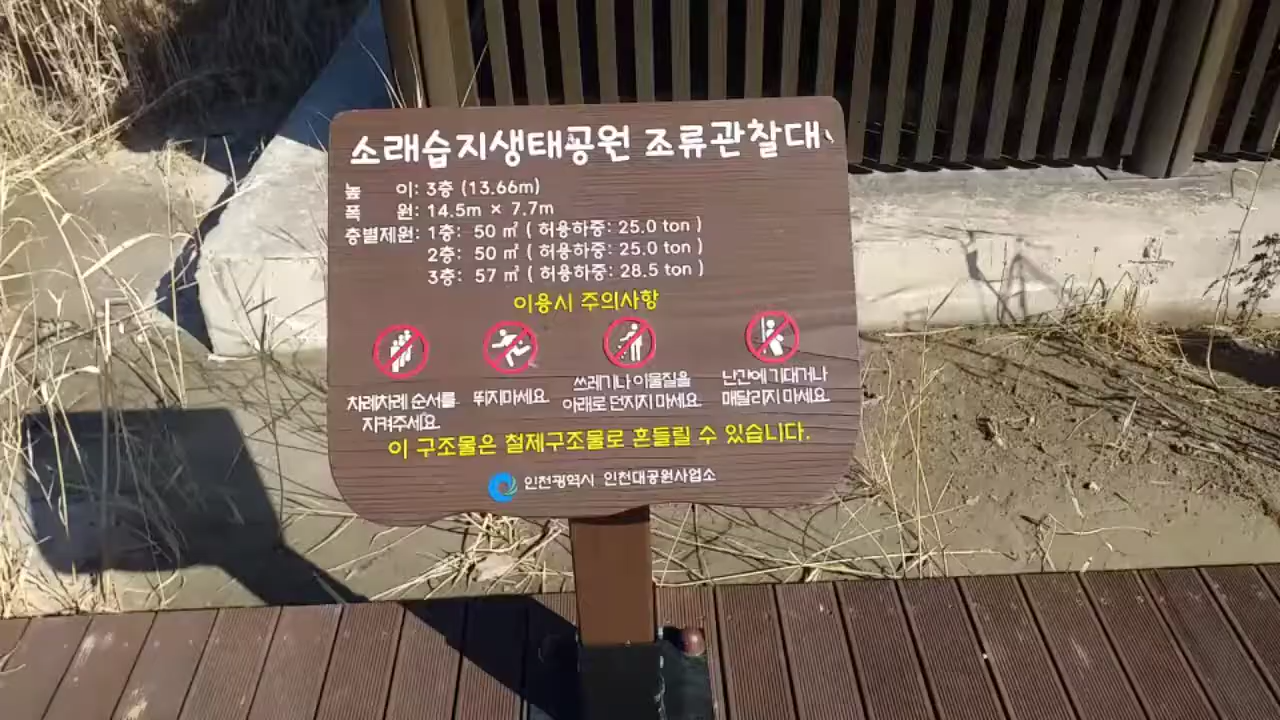 소래습지생태공원 조류관찰대
높 이: 3층 (13.66m)
폭 원: 14.5m × 7.7m
층별제원: 1층: 50 ㎡ ( 허용하중: 25.0 ton )
2층: 50 ㎡ ( 허용하중: 25.0 ton )
3층: 57 ㎡ ( 허용하중: 28.5 ton )
이용시 주의사항
차례차례 순서를
지켜주세요.
뛰지마세요.
쓰레기나 이물질을
아래로 던지지 마세요.
난간에 기대거나
매달리지 마세요.
이 구조물은 철제구조물로 흔들릴 수 있습니다.
인천광역시 인천대공원사업소